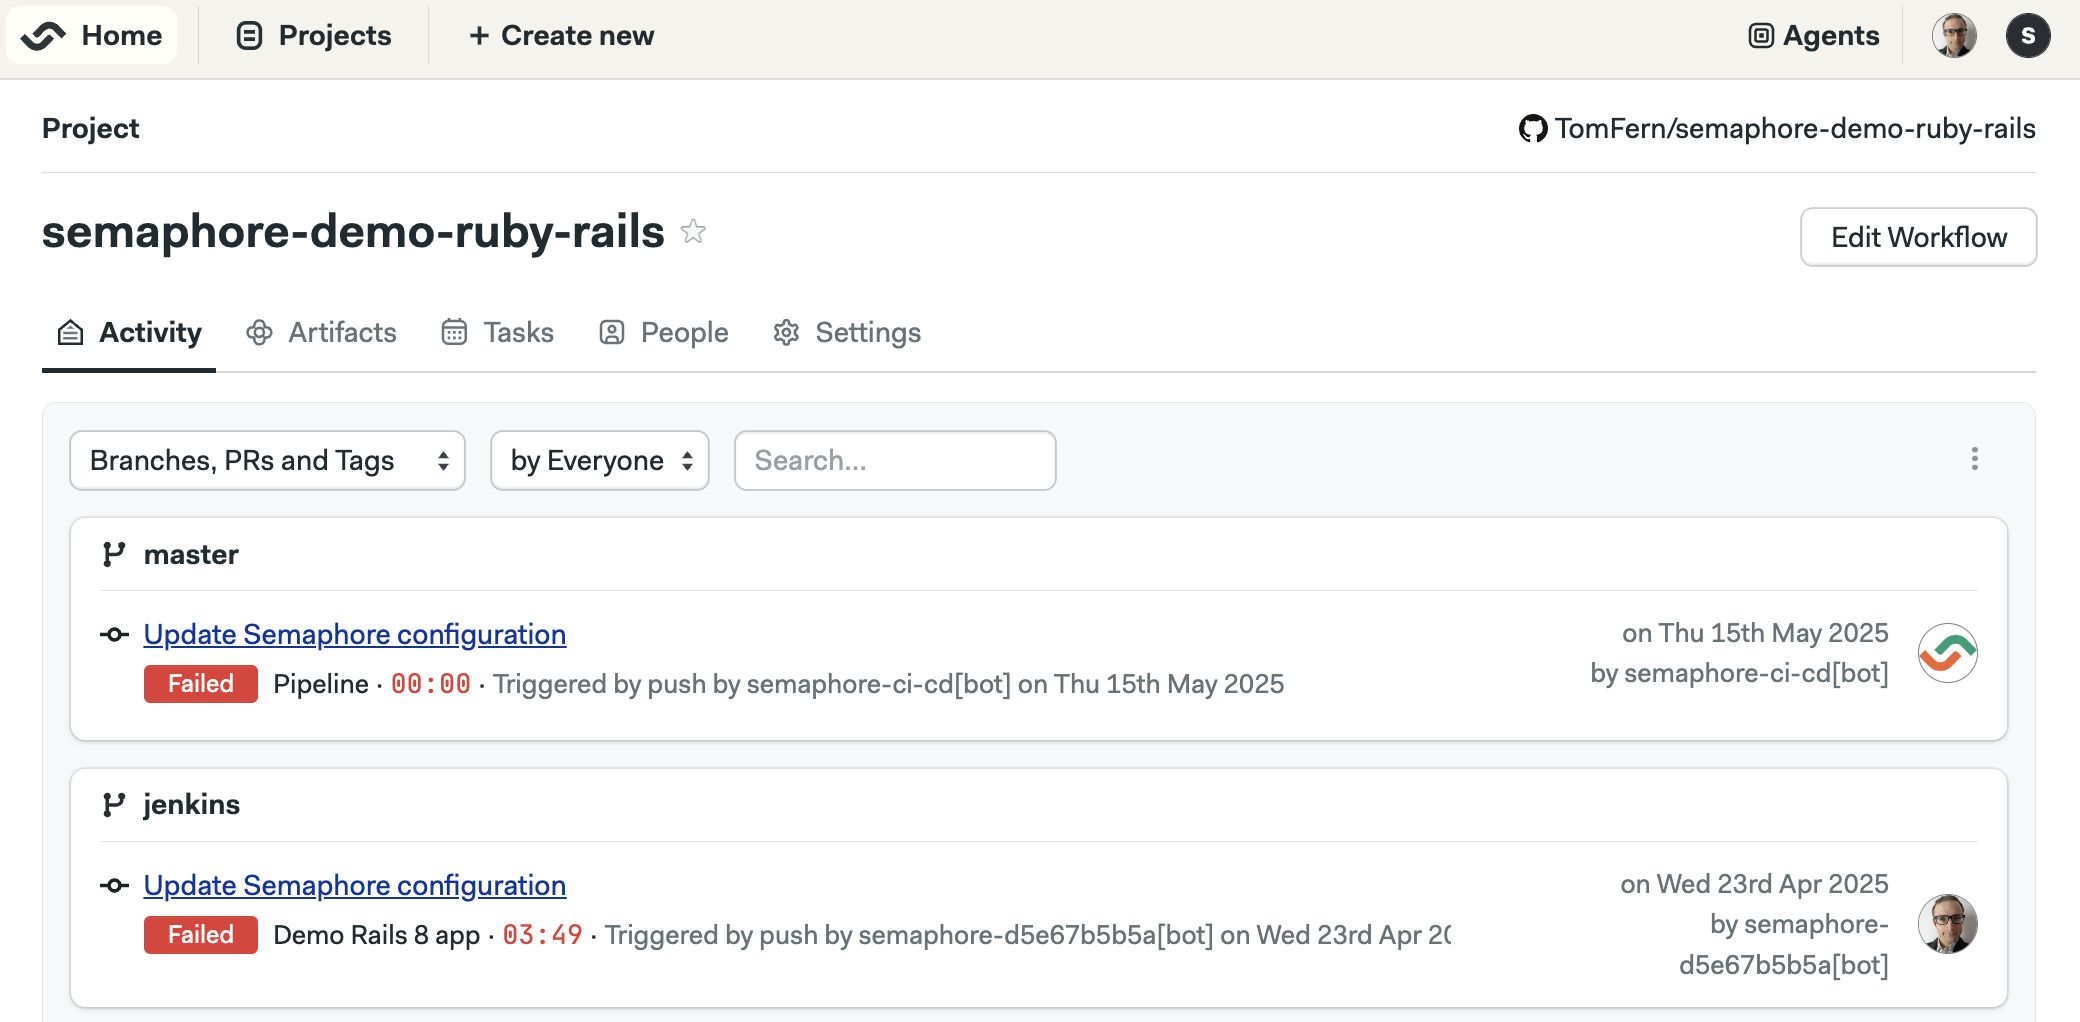 Home Projects + Create new Agents S
Project TomFern/semaphore-demo-ruby-rails
semaphore-demo-ruby-rails Edit Workflow
Activity Artifacts Tasks People Settings
Branches, PRs and Tags by Everyone Search...
master
Update Semaphore configuration on Thu 15th May 2025
by semaphore-ci-cd[bot]
Failed Pipeline · 00:00 · Triggered by push by semaphore-ci-cd[bot] on Thu 15th May 2025
jenkins
Update Semaphore configuration on Wed 23rd Apr 2025
by semaphore-
d5e67b5b5a[bot]
Failed Demo Rails 8 app · 03:49 · Triggered by push by semaphore-d5e67b5b5a[bot] on Wed 23rd Apr